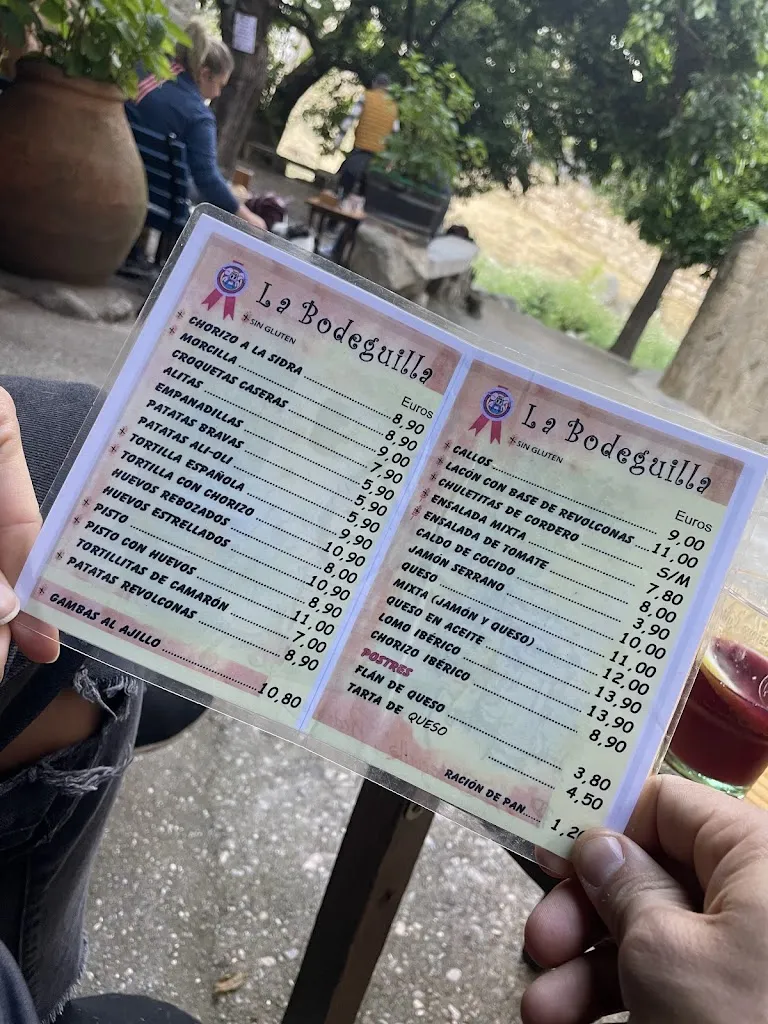 La Bodeguilla
*SIN GLUTEN
Euros
* CHORIZO A LA SIDRA ........ 8,90
MORCILLA ........ 8,90
CROQUETAS CASERAS ........ 9,00
ALITAS ........ 7,90
EMPANADILLAS ........ 5,90
PATATAS BRAVAS ........ 5,90
PATATAS ALI-OLI ........ 5,90
* TORTILLA ESPAÑOLA ........ 9,90
* TORTILLA CON CHORIZO ........ 10,90
HUEVOS REBOZADOS ........ 8,00
* HUEVOS ESTRELLADOS ........ 10,90
* PISTO ........ 8,90
* PISTO CON HUEVOS ........ 11,00
TORTILLITAS DE CAMARÓN ........ 7,00
* PATATAS REVOLCONAS ........ 8,90
* GAMBAS AL AJILLO ........ 10,80
La Bodeguilla
*SIN GLUTEN
Euros
* CALLOS ........ 9,00
* LACÓN CON BASE DE REVOLCONAS ........ 11,00
* CHULETITAS DE CORDERO ........ S/M
* ENSALADA MIXTA ........ 7,80
* ENSALADA DE TOMATE ........ 8,00
CALDO DE COCIDO ........ 3,90
JAMÓN SERRANO ........ 10,00
QUESO ........ 11,00
MIXTA (JAMÓN Y QUESO) ........ 12,00
QUESO EN ACEITE ........ 13,90
LOMO IBÉRICO ........ 13,90
CHORIZO IBÉRICO ........ 8,90
POSTRES
FLÁN DE QUESO ........ 3,80
TARTA DE QUESO ........ 4,50
RACIÓN DE PAN........ 1,20